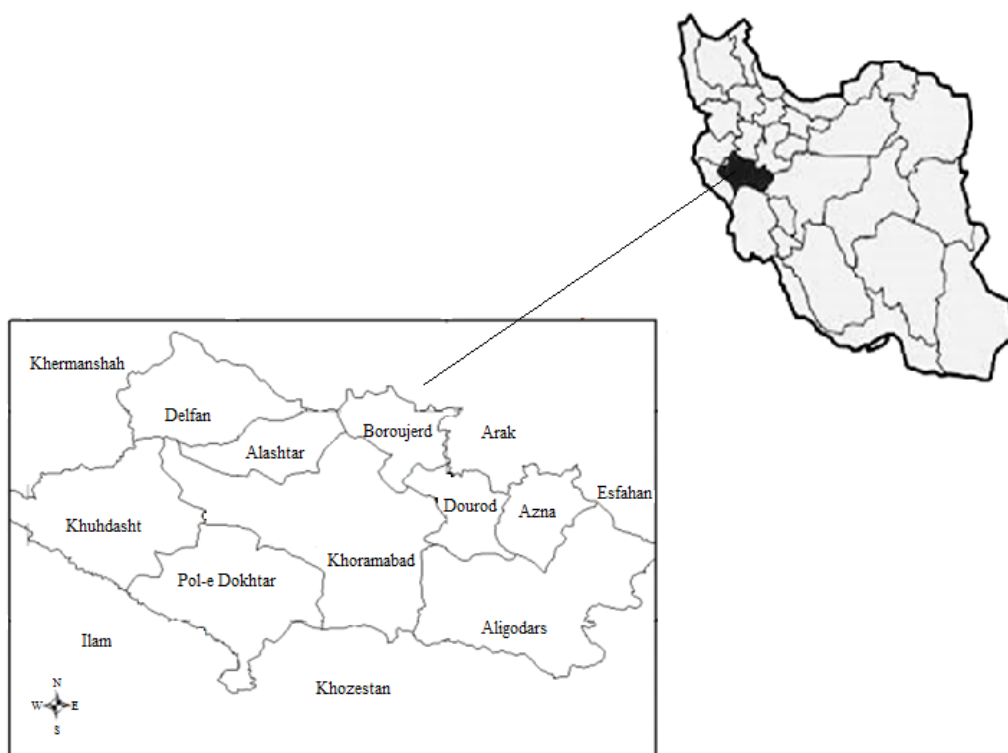 Khermanshah
Delfan
Boroujerd
Arak
Alashtar
Esfahan
Dourod
Azna
Khuhdasht
Khoramabad
Pol-e Dokhtar
Aligodars
Ilam
Khozestan
N
W
E
S